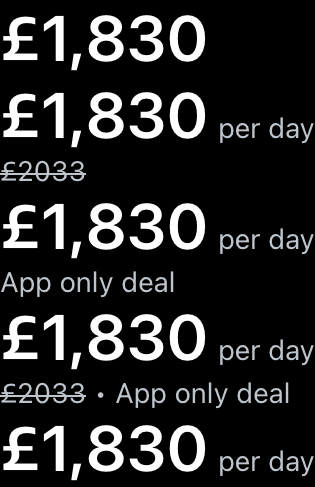 £1,830
£1,830 per day
£2033
£1,830 per day
App only deal
£1,830 per day
£2033 • App only deal
£1,830 per day